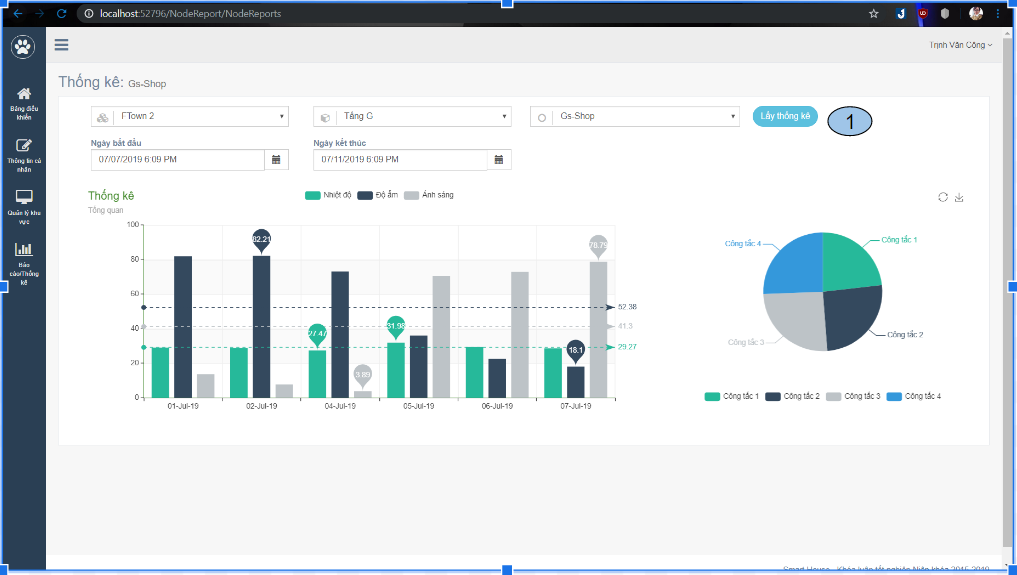 localhost:52796/NodeReport/NodeReports
Trịnh Văn Công
Thống kê: Gs-Shop
Bảng điều
khiển
Thông tin cá
nhân
Quản lý khu
vực
Báo
cáo/Thống
kê
FTown 2
Tầng G
Gs-Shop
Lấy thống kê
1
Ngày bắt đầu
Ngày kết thúc
07/07/2019 6:09 PM
07/11/2019 6:09 PM
Thống kê
Tổng quan
Nhiệt độ Độ ẩm Ánh sáng
100
80
60
40
20
0
82.21
27.47
3.89
31.98
18.1
78.79
52.38
41.3
29.27
01-Jul-19 02-Jul-19 04-Jul-19 05-Jul-19 06-Jul-19 07-Jul-19
Công tắc 4
Công tắc 1
Công tắc 3
Công tắc 2
Công tắc 1 Công tắc 2 Công tắc 3 Công tắc 4